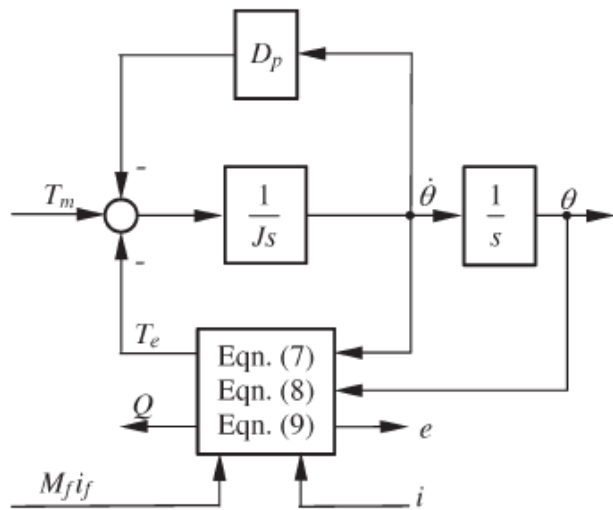 D_p
-
T_m
1
Js
θ̇
1
s
θ
-
T_e
Eqn. (7)
Eqn. (8)
Eqn. (9)
Q
e
M_f i_f
i